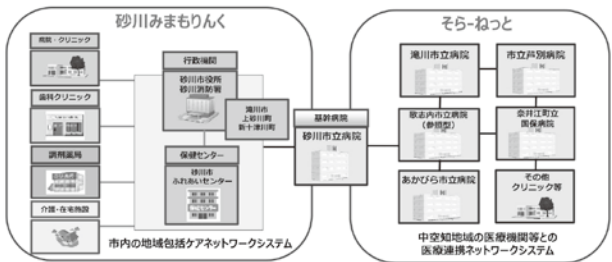 砂川みまもりんく
病院・クリニック
歯科クリニック
調剤薬局
介護・在宅施設
行政機関
砂川市役所
砂川消防署
滝川市
上砂川町
新十津川町
保健センター
砂川市
ふれあいセンター
市内の地域包括ケアネットワークシステム
基幹病院
砂川市立病院
そらーねっと
滝川市立病院
市立芦別病院
歌志内市立病院
(参照型)
奈井江町立
国保病院
あかびら市立病院
その他
クリニック等
中空知地域の医療機関等との
医療連携ネットワークシステム